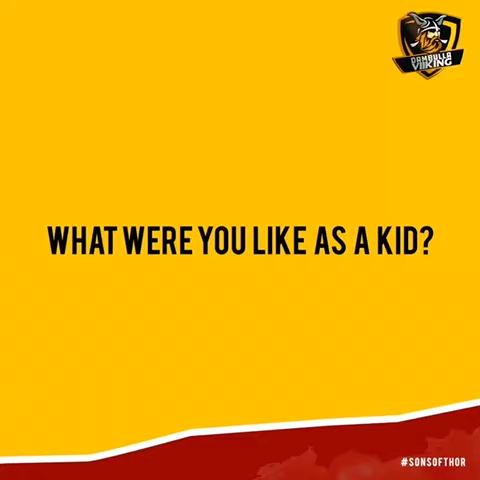 DAMBULLA
VIIKING
WHAT WERE YOU LIKE AS A KID?
#SONSOFTHOR